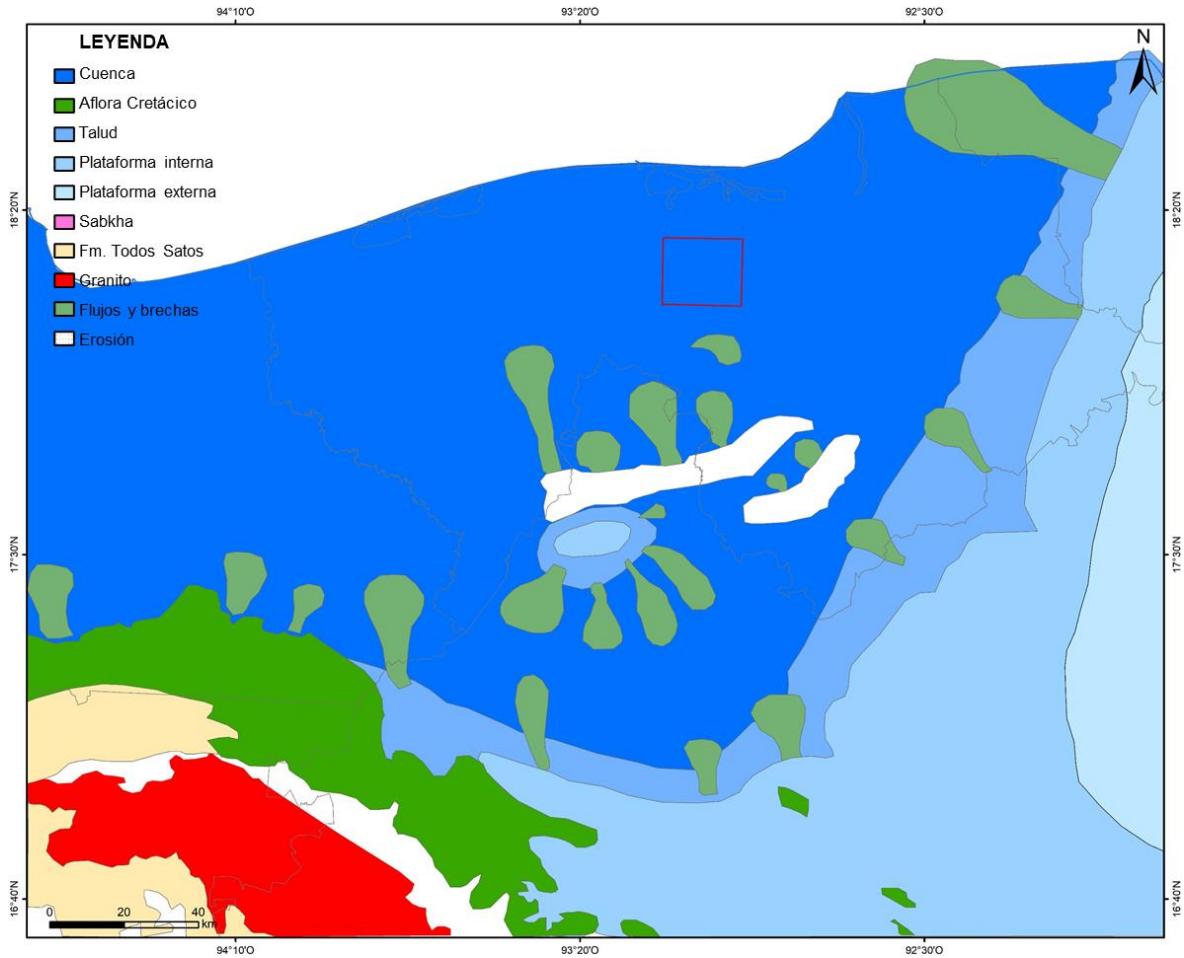 94°10'O
93°20'O
92°30'O
LEYENDA
Cuenca
Aflora Cretácico
Talud
Plataforma interna
Plataforma externa
Sabkha
Fm. Todos Satos
Granito
Flujos y brechas
Erosión
N
18°20'N
18°20'N
17°30'N
17°30'N
16°40'N
16°40'N
0 20 40
km
94°10'O
93°20'O
92°30'O